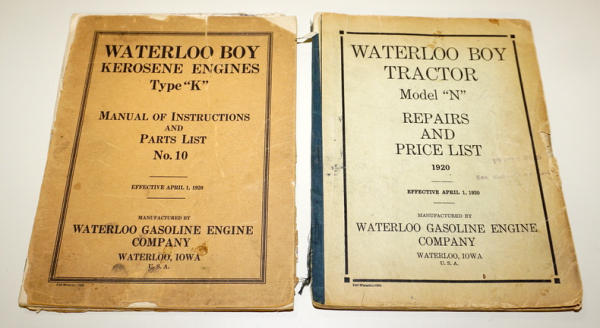 WATERLOO BOY
KEROSENE ENGINES
Type "K"
MANUAL OF INSTRUCTIONS
AND
PARTS LIST
No. 10
EFFECTIVE APRIL 1, 1920
MANUFACTURED BY
WATERLOO GASOLINE ENGINE
COMPANY
WATERLOO, IOWA
U. S. A.
WATERLOO BOY
TRACTOR
Model "N"
REPAIRS
AND
PRICE LIST
1920
EFFECTIVE APRIL 1, 1920
MANUFACTURED BY
WATERLOO GASOLINE ENGINE
COMPANY
WATERLOO, IOWA
U. S. A.